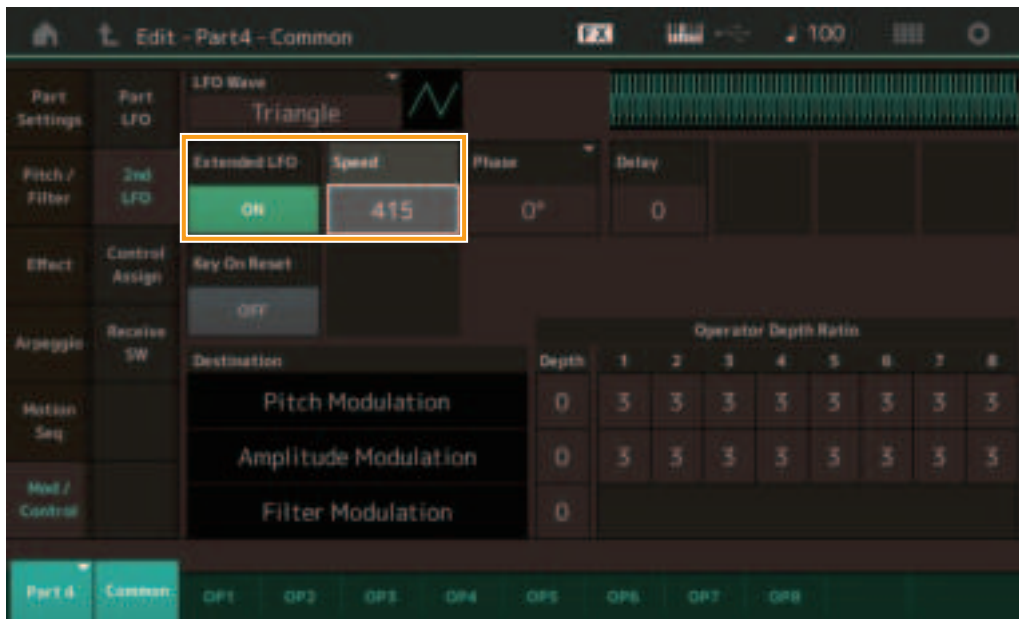 Edit - Part4 - Common
FX
100
Part Settings
Pitch / Filter
Effect
Arpeggio
Motion Seq
Mod / Control
Part LFO
2nd LFO
Control Assign
Receive SW
LFO Wave
Triangle
Extended LFO
Speed
Phase
Delay
ON
415
0°
0
Key On Reset
OFF
Operator Depth Ratio
Destination
Depth 1 2 3 4 5 6 7 8
Pitch Modulation 0 3 3 3 3 3 3 3 3
Amplitude Modulation 0 3 3 3 3 3 3 3 3
Filter Modulation 0
Part 4
Common
OP1 OP2 OP3 OP4 OP5 OP6 OP7 OP8